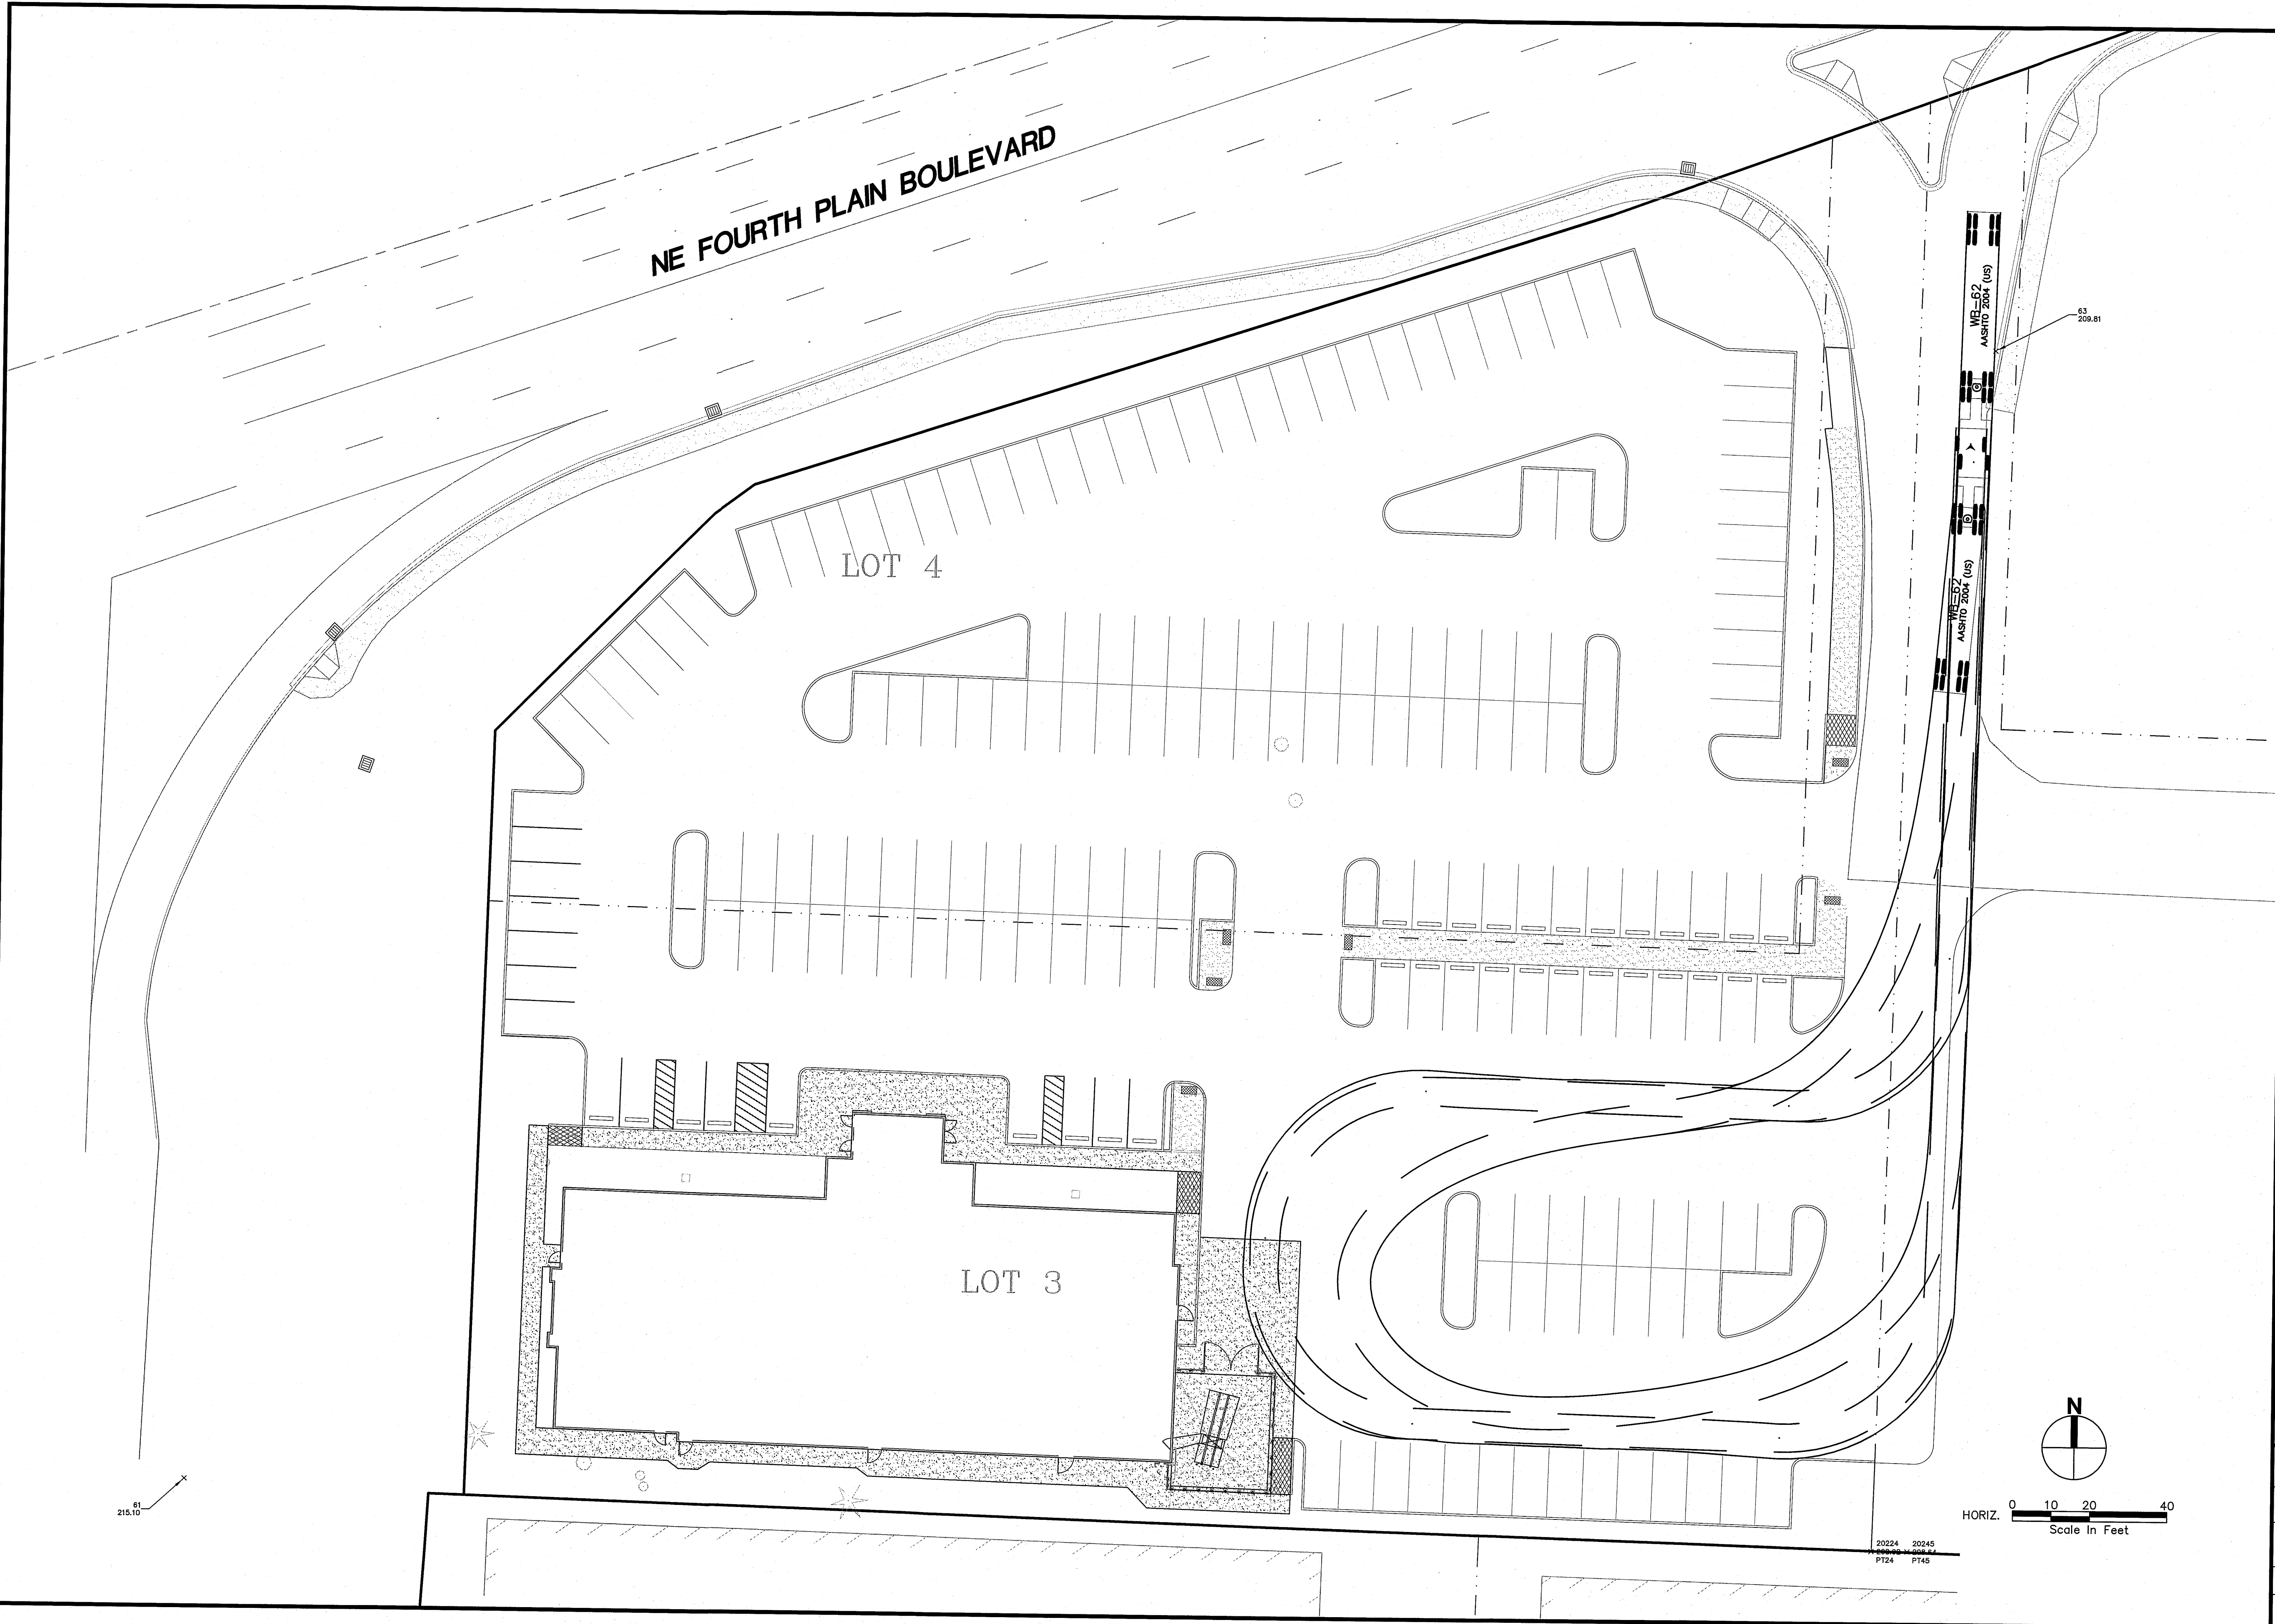 NE FOURTH PLAIN BOULEVARD
WB-62
AASHTO 2004 (US)
63
209.81
LOT 4
WB-62
AASHTO 2004 (US)
LOT 3
N
61
215.10
HORIZ.
0 10 20 40
Scale In Feet
20224 20245
PT24 PT45